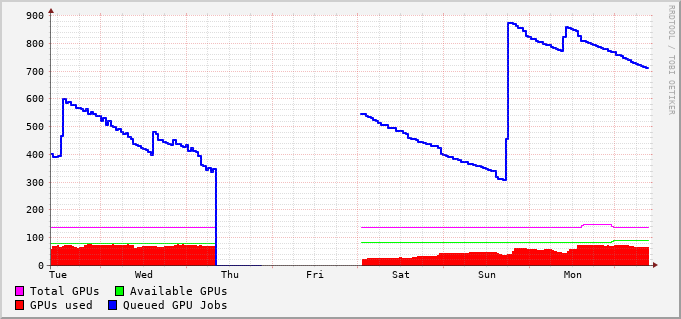 RRDTOOL / TOBI OETIKER
900
800
700
600
500
400
300
200
100
0
Tue Wed Thu Fri Sat Sun Mon
Total GPUs Available GPUs
GPUs used Queued GPU Jobs